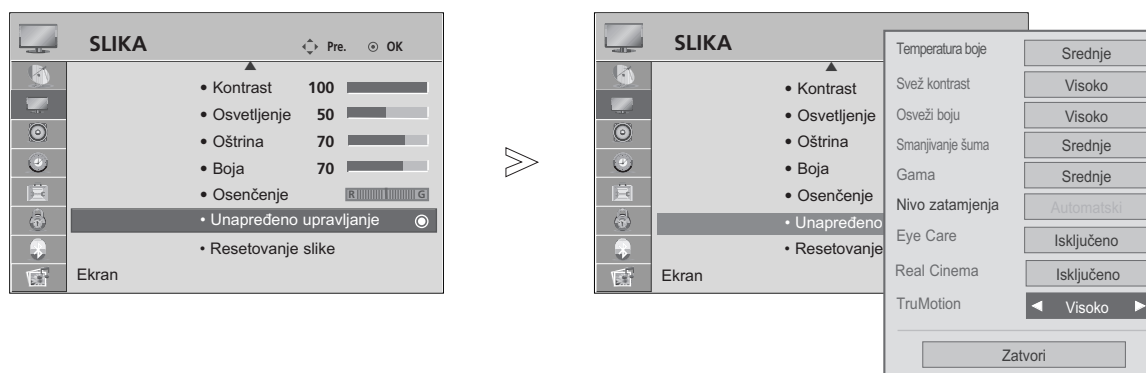 SLIKA Pre. OK
• Kontrast 100
• Osvetljenje 50
• Oštrina 70
• Boja 70
• Osenčenje R G
• Unapređeno upravljanje
• Resetovanje slike
Ekran
SLIKA
• Kontrast
• Osvetljenje
• Oštrina
• Boja
• Osenčenje
• Unapređeno
• Resetovanje
Ekran
Temperatura boje Srednje
Svež kontrast Visoko
Osveži boju Visoko
Smanjivanje šuma Srednje
Gama Srednje
Nivo zatamjenja Automatski
Eye Care Isključeno
Real Cinema Isključeno
TruMotion Visoko
Zatvori